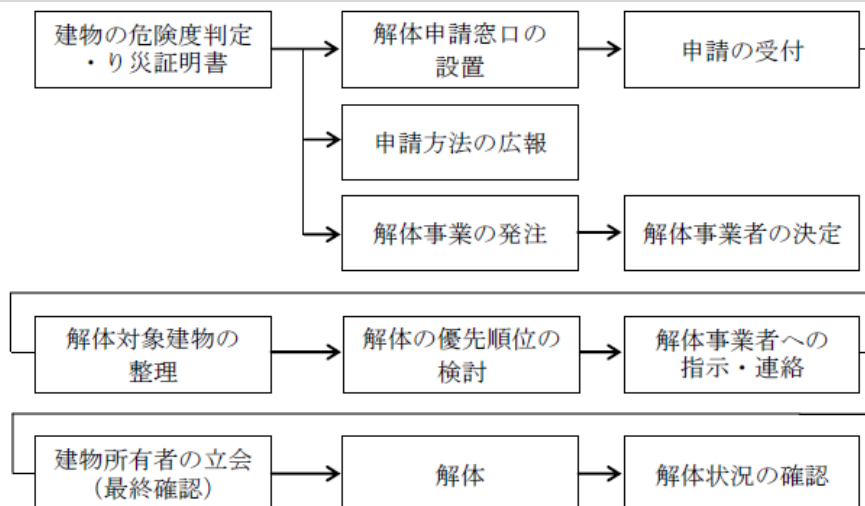 建物の危険度判定
・り災証明書
解体申請窓口の
設置
申請の受付
申請方法の広報
解体事業の発注
解体事業者の決定
解体対象建物の
整理
解体の優先順位の
検討
解体事業者への
指示・連絡
建物所有者の立会
（最終確認）
解体
解体状況の確認